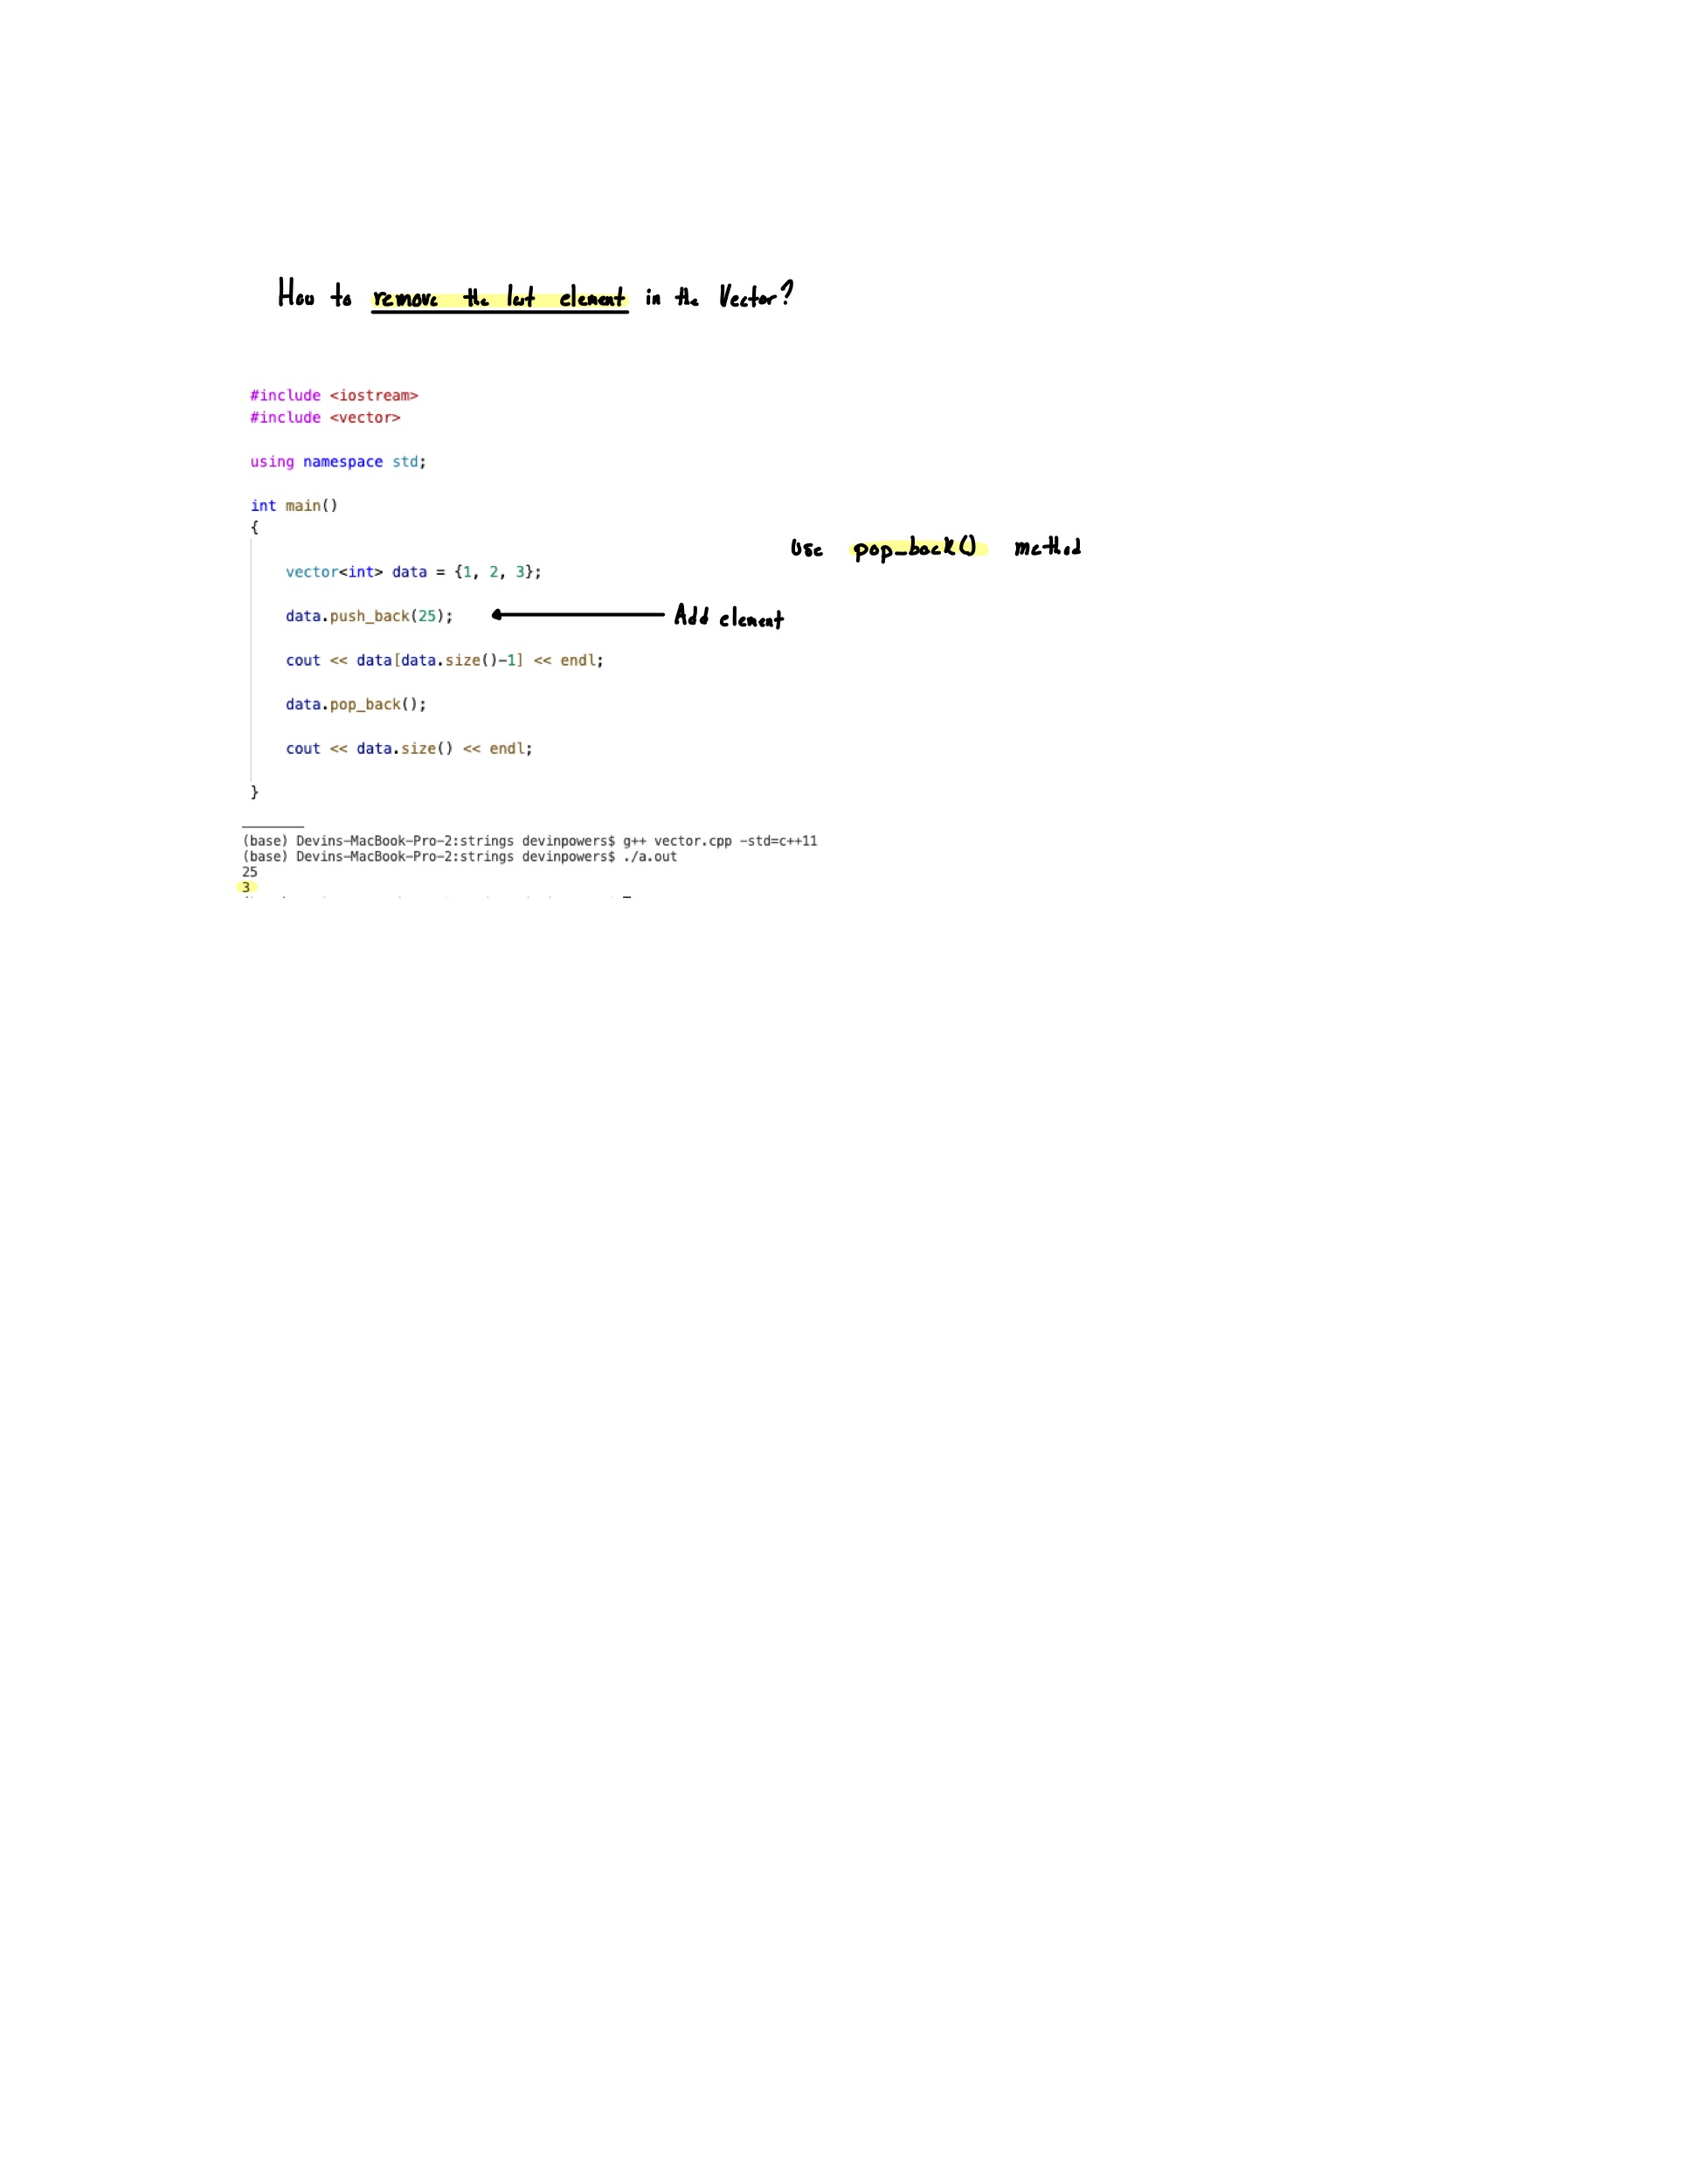 How to remove the last element in the Vector?
#include <iostream>
#include <vector>
using namespace std;
int main()
{
Use pop_back() method
vector<int> data = {1, 2, 3};
data.push_back(25);
Add element
cout << data[data.size()-1] << endl;
data.pop_back();
cout << data.size() << endl;
}
(base) Devins-MacBook-Pro-2:strings devinpowers$ g++ vector.cpp -std=c++11
(base) Devins-MacBook-Pro-2:strings devinpowers$ ./a.out
25
3